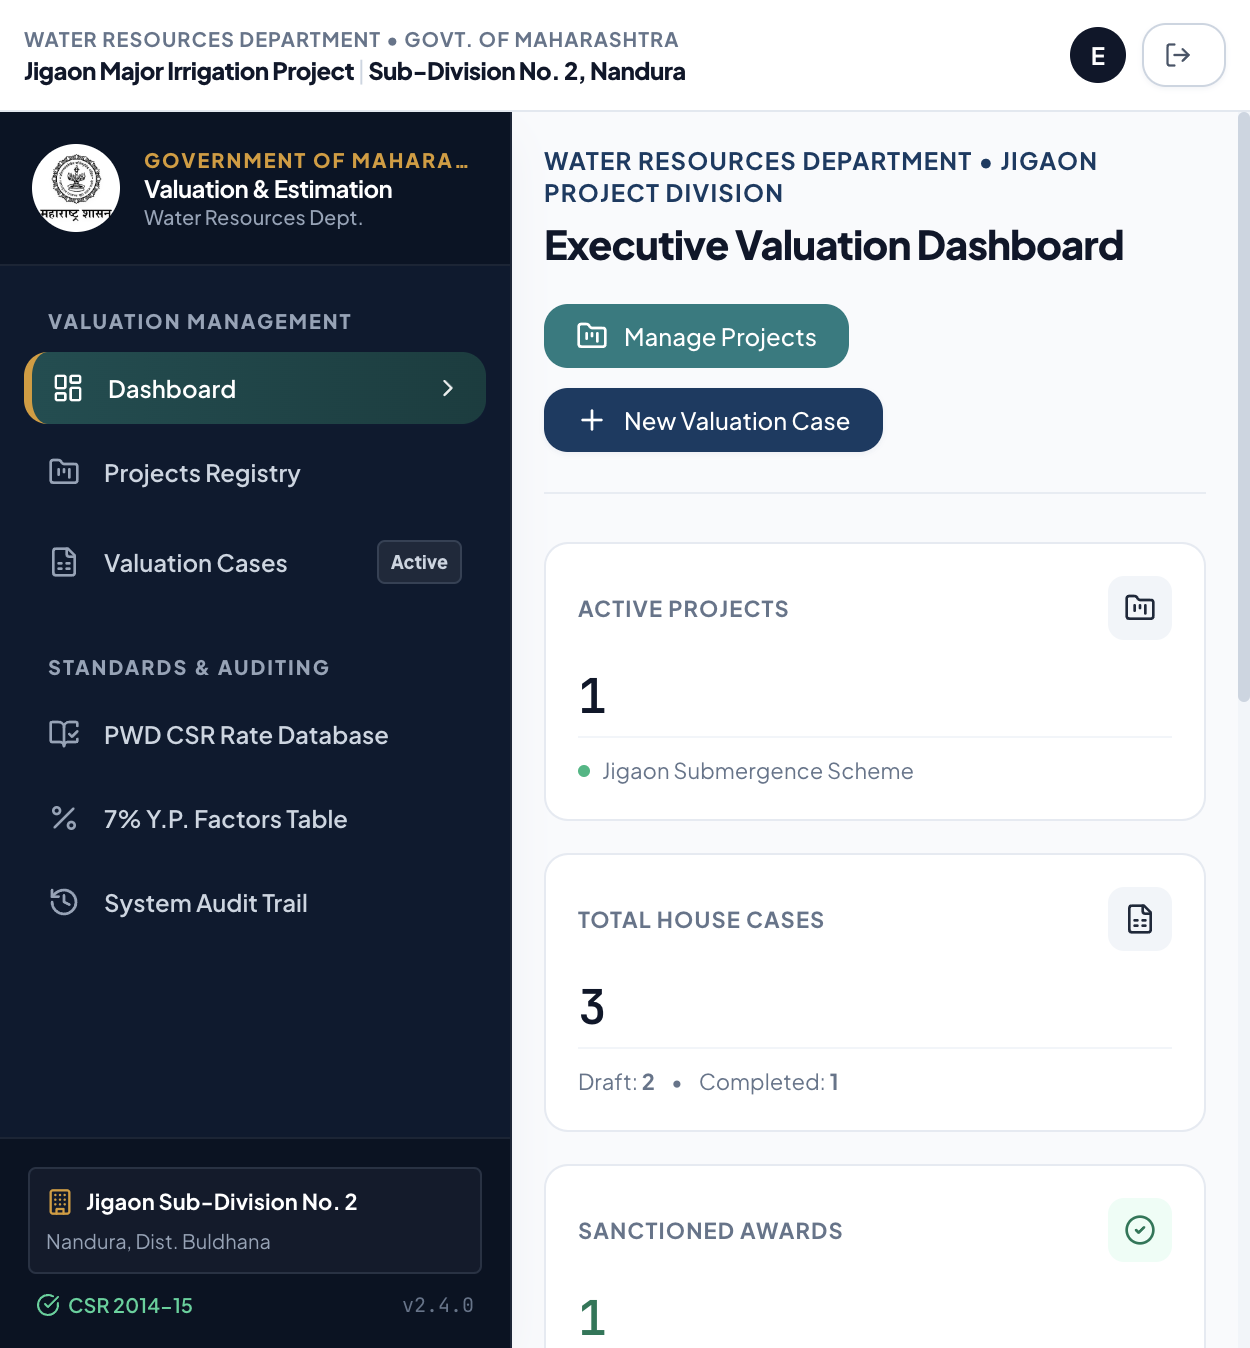 WATER RESOURCES DEPARTMENT • GOVT. OF MAHARASHTRA
Jigaon Major Irrigation Project | Sub-Division No. 2, Nandura
E
महाराष्ट्र शासन
GOVERNMENT OF MAHARA...
Valuation & Estimation
Water Resources Dept.
VALUATION MANAGEMENT
Dashboard
Projects Registry
Valuation Cases
Active
STANDARDS & AUDITING
PWD CSR Rate Database
7% Y.P. Factors Table
System Audit Trail
Jigaon Sub-Division No. 2
Nandura, Dist. Buldhana
CSR 2014-15
v2.4.0
WATER RESOURCES DEPARTMENT • JIGAON
PROJECT DIVISION
Executive Valuation Dashboard
Manage Projects
+ New Valuation Case
ACTIVE PROJECTS
1
Jigaon Submergence Scheme
TOTAL HOUSE CASES
3
Draft: 2 • Completed: 1
SANCTIONED AWARDS
1